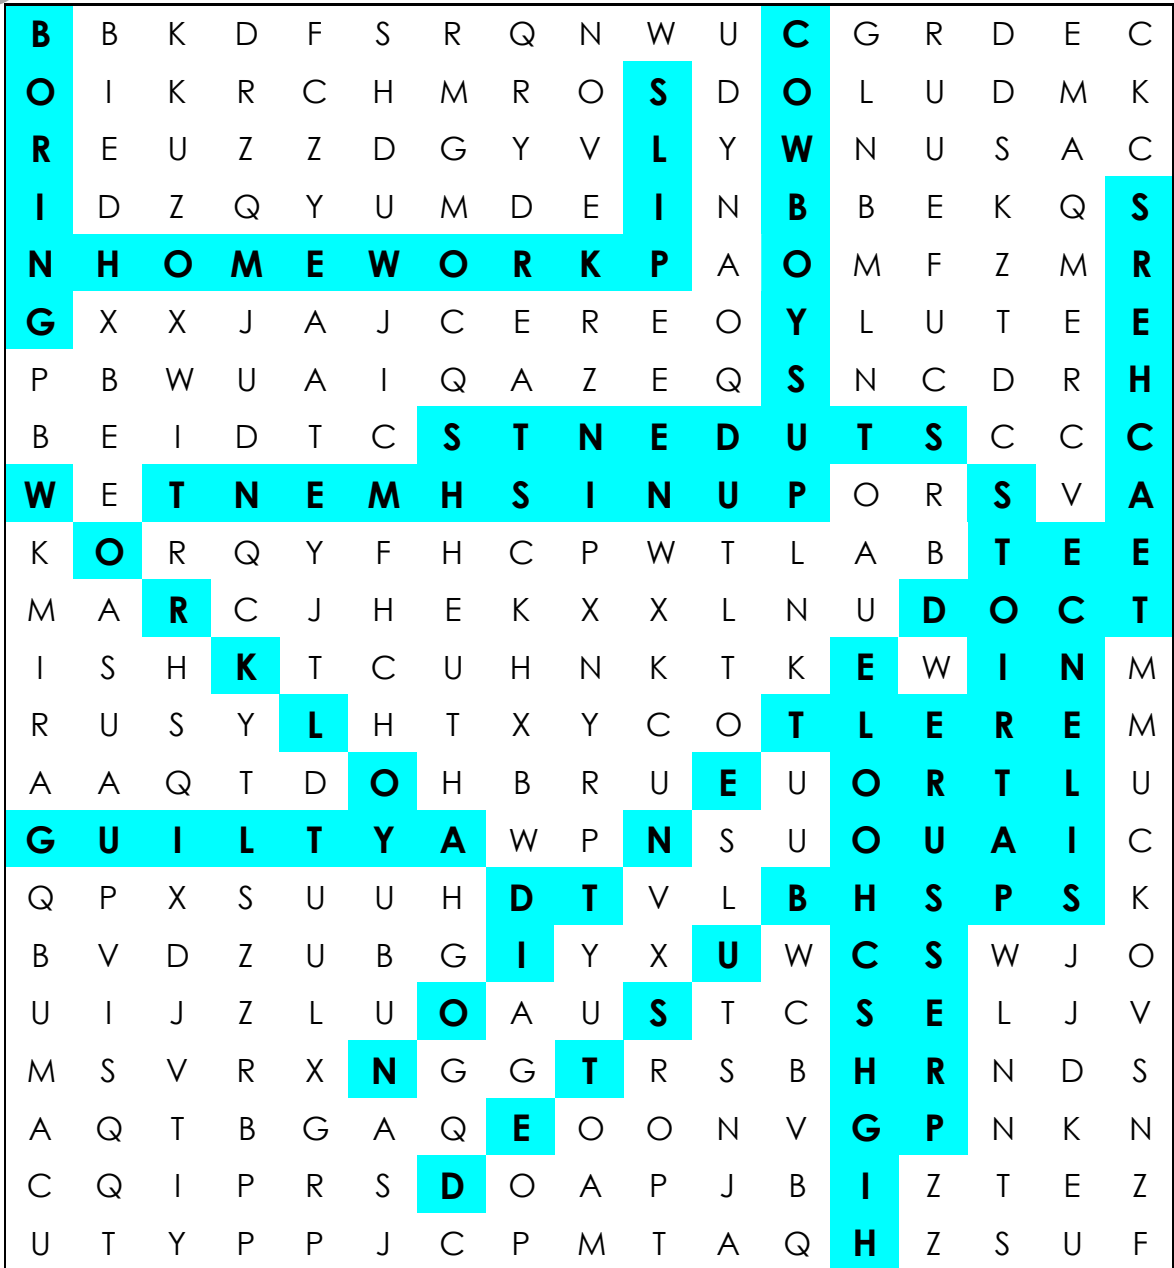 B B K D F S R Q N W U C G R D E C
O I K R C H M R O S D O L U D M K
R E U Z Z D G Y V L Y W N U S A C
I D Z Q Y U M D E I N B B E K Q S
N H O M E W O R K P A O M F Z M R
G X X J A J C E R E O Y L U T E E
P B W U A I Q A Z E Q S N C D R H
B E I D T C S T N E D U T S C C C
W E T N E M H S I N U P O R S V A
K O R Q Y F H C P W T L A B T E E
M A R C J H E K X X L N U D O C T
I S H K T C U H N K T K E W I N M
R U S Y L H T X Y C O T L E R E M
A A Q T D O H B R U E U O R T L U
G U I L T Y A W P N S U O U A I C
Q P X S U U H D T V L B H S P S K
B V D Z U B G I Y X U W C S W J O
U I J Z L U O A U S T C S E L J V
M S V R X N G G T R S B H R N D S
A Q T B G A Q E O O N V G P N K N
C Q I P R S D O A P J B I Z T E Z
U T Y P P J C P M T A Q H Z S U F